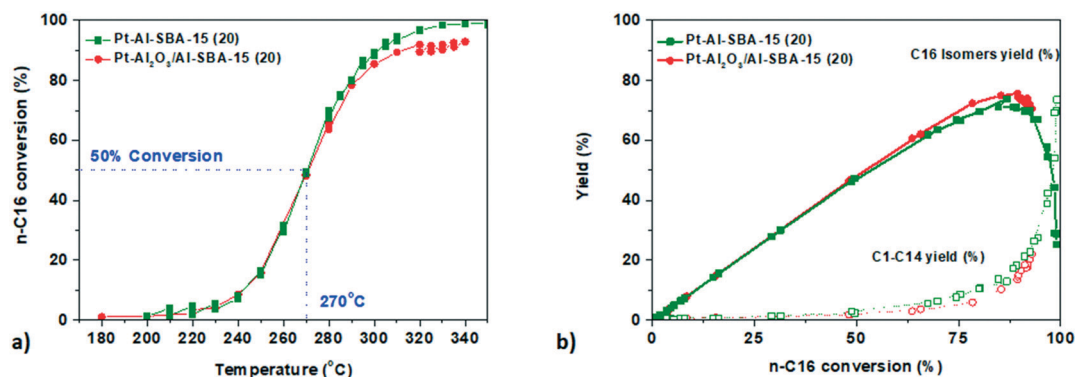 100
80
60
40
20
0
n-C16 conversion (%)
Pt-Al-SBA-15 (20)
Pt-Al₂O₃/Al-SBA-15 (20)
50% Conversion
270°C
180 200 220 240 260 280 300 320 340
Temperature (°C)
a)
100
80
60
40
20
0
Yield (%)
Pt-Al-SBA-15 (20)
Pt-Al₂O₃/Al-SBA-15 (20)
C16 Isomers yield (%)
C1-C14 yield (%)
0 25 50 75 100
n-C16 conversion (%)
b)